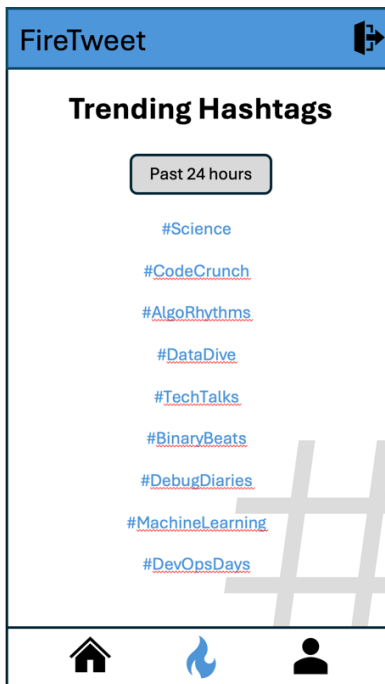 FireTweet
Trending Hashtags
Past 24 hours
#Science
#CodeCrunch
#AlgoRhythms
#DataDive
#TechTalks
#BinaryBeats
#DebugDiaries
#MachineLearning
#DevOpsDays
#